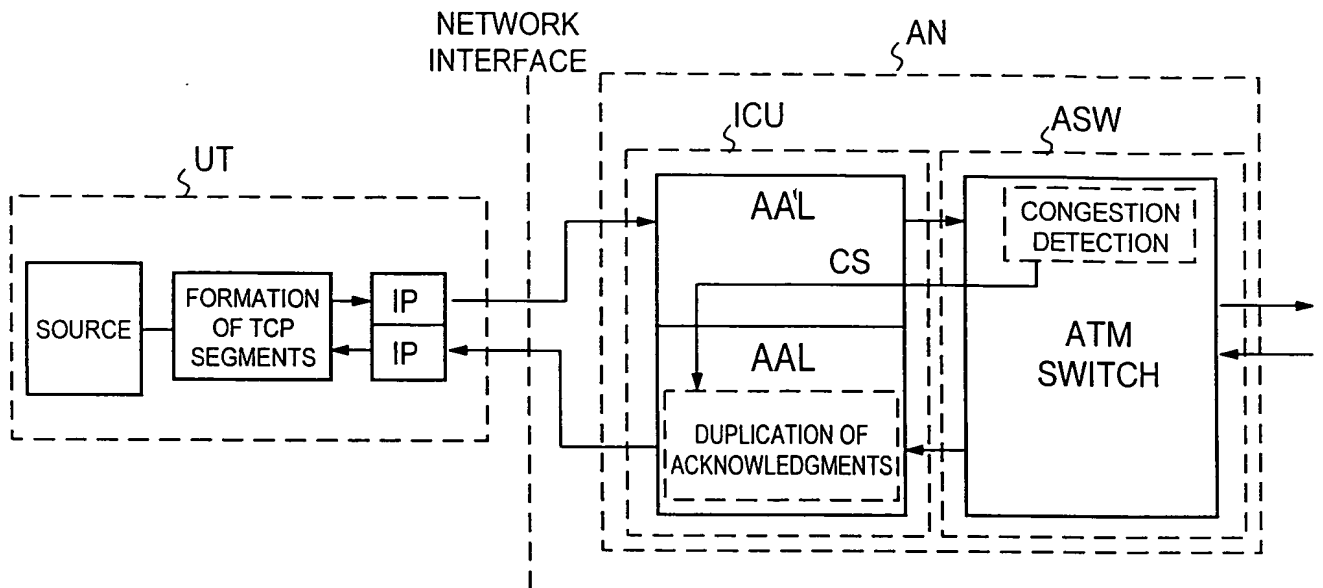 NETWORK
INTERFACE
AN
ICU
ASW
UT
AA'L
CONGESTION
DETECTION
CS
SOURCE
FORMATION
OF TCP
SEGMENTS
IP
IP
AAL
ATM
SWITCH
DUPLICATION OF
ACKNOWLEDGMENTS